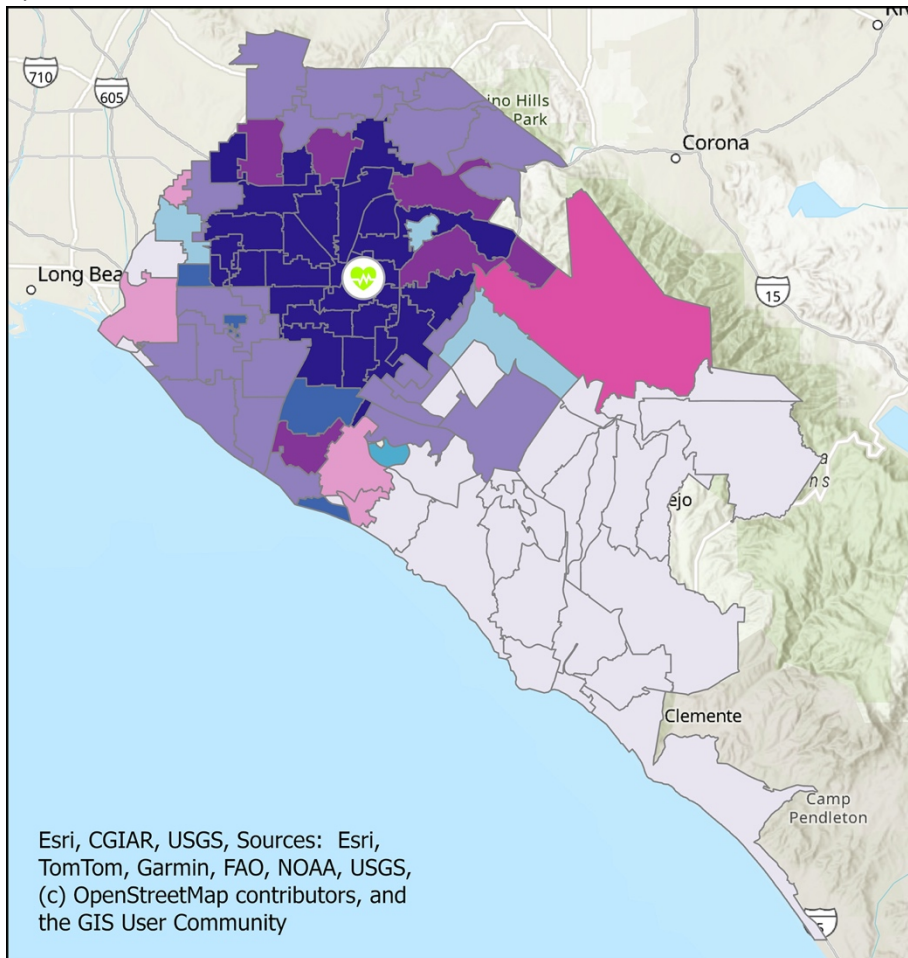 710
605
ino Hills
Park
Corona
Long Bea
15
a
ns
ejo
Clemente
Camp
Pendleton
Esri, CGIAR, USGS, Sources: Esri,
TomTom, Garmin, FAO, NOAA, USGS,
(c) OpenStreetMap contributors, and
the GIS User Community